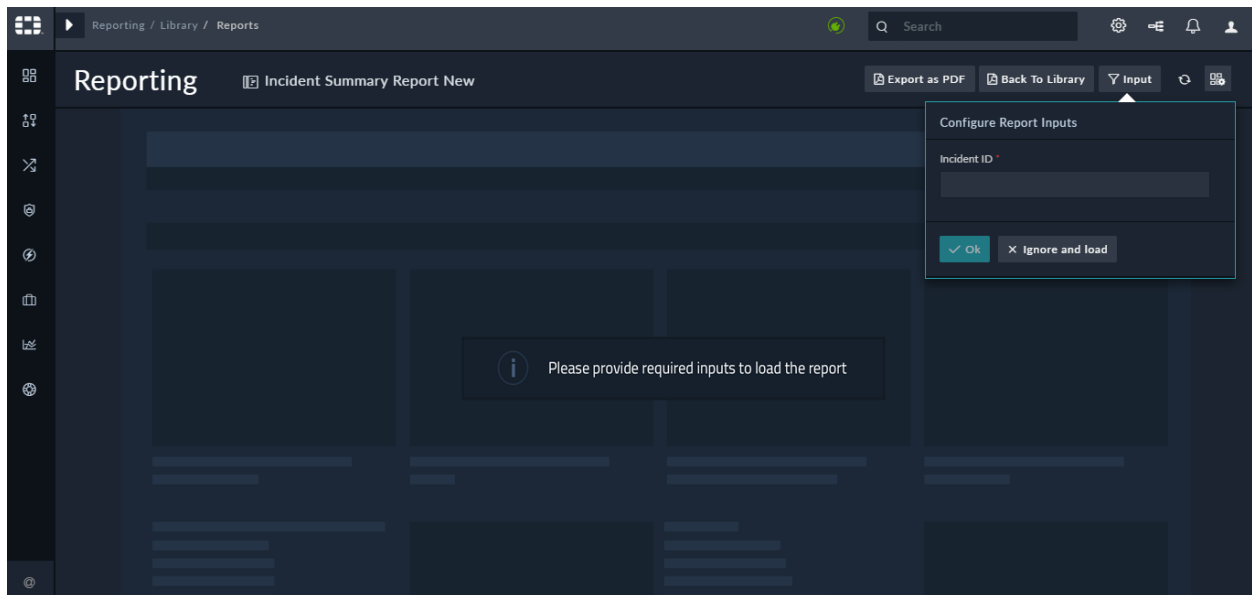 Reporting / Library / Reports
Search
Reporting
Incident Summary Report New
Export as PDF
Back To Library
Input
Configure Report Inputs
Incident ID *
Ok
Ignore and load
Please provide required inputs to load the report
@